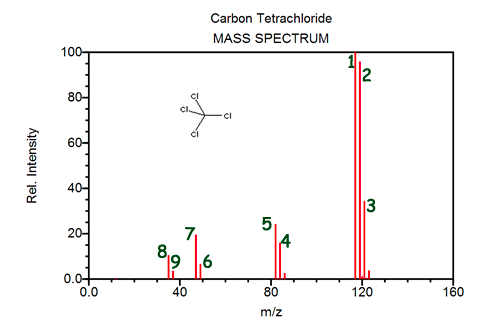 Carbon Tetrachloride
MASS SPECTRUM
100
80
60
40
20
0.0
Rel. Intensity
Cl
Cl
Cl
Cl
1
2
3
5
4
7
6
8
9
0.0
40
80
120
160
m/z